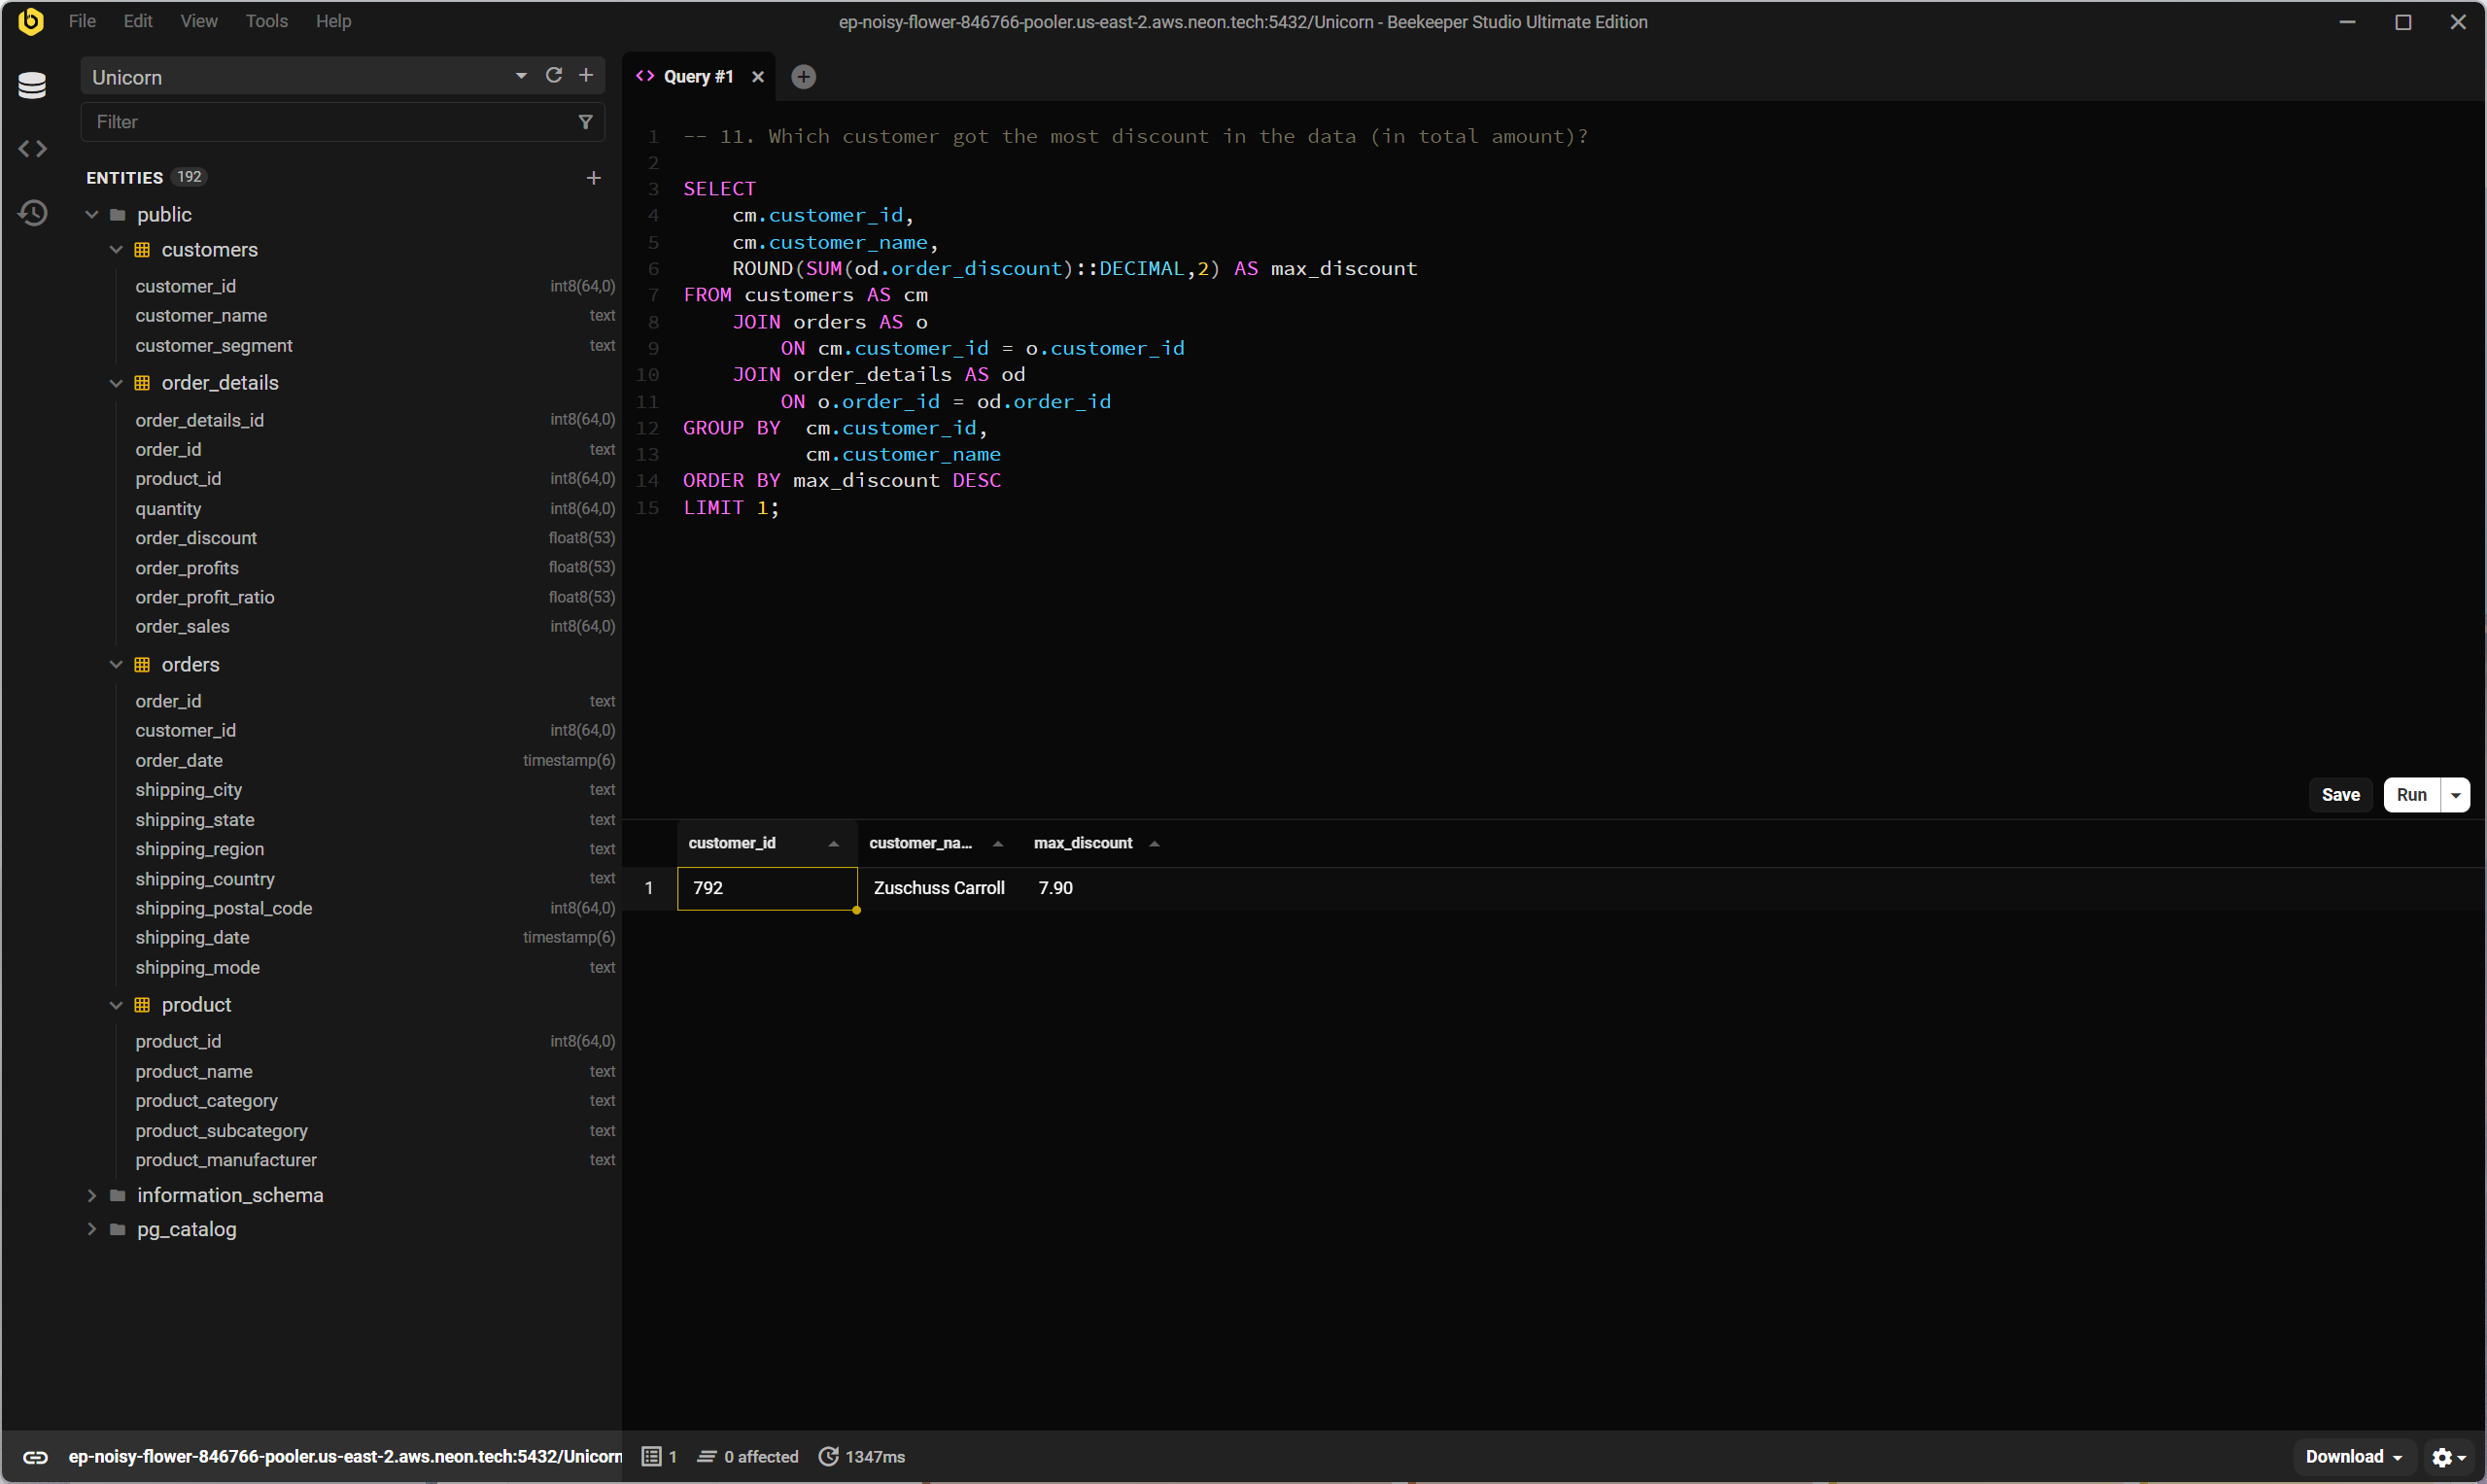 File Edit View Tools Help
ep-noisy-flower-846766-pooler.us-east-2.aws.neon.tech:5432/Unicorn - Beekeeper Studio Ultimate Edition
Unicorn
Filter
ENTITIES 192
public
customers
customer_id int8(64,0)
customer_name text
customer_segment text
order_details
order_details_id int8(64,0)
order_id text
product_id int8(64,0)
quantity int8(64,0)
order_discount float8(53)
order_profits float8(53)
order_profit_ratio float8(53)
order_sales int8(64,0)
orders
order_id text
customer_id int8(64,0)
order_date timestamp(6)
shipping_city text
shipping_state text
shipping_region text
shipping_country text
shipping_postal_code int8(64,0)
shipping_date timestamp(6)
shipping_mode text
product
product_id int8(64,0)
product_name text
product_category text
product_subcategory text
product_manufacturer text
information_schema
pg_catalog
Query #1
1 -- 11. Which customer got the most discount in the data (in total amount)?
2
3 SELECT
4 cm.customer_id,
5 cm.customer_name,
6 ROUND(SUM(od.order_discount)::DECIMAL,2) AS max_discount
7 FROM customers AS cm
8 JOIN orders AS o
9 ON cm.customer_id = o.customer_id
10 JOIN order_details AS od
11 ON o.order_id = od.order_id
12 GROUP BY cm.customer_id,
13 cm.customer_name
14 ORDER BY max_discount DESC
15 LIMIT 1;
Save Run
customer_id customer_na... max_discount
1 792 Zuschuss Carroll 7.90
ep-noisy-flower-846766-pooler.us-east-2.aws.neon.tech:5432/Unicorn
1 0 affected 1347ms
Download